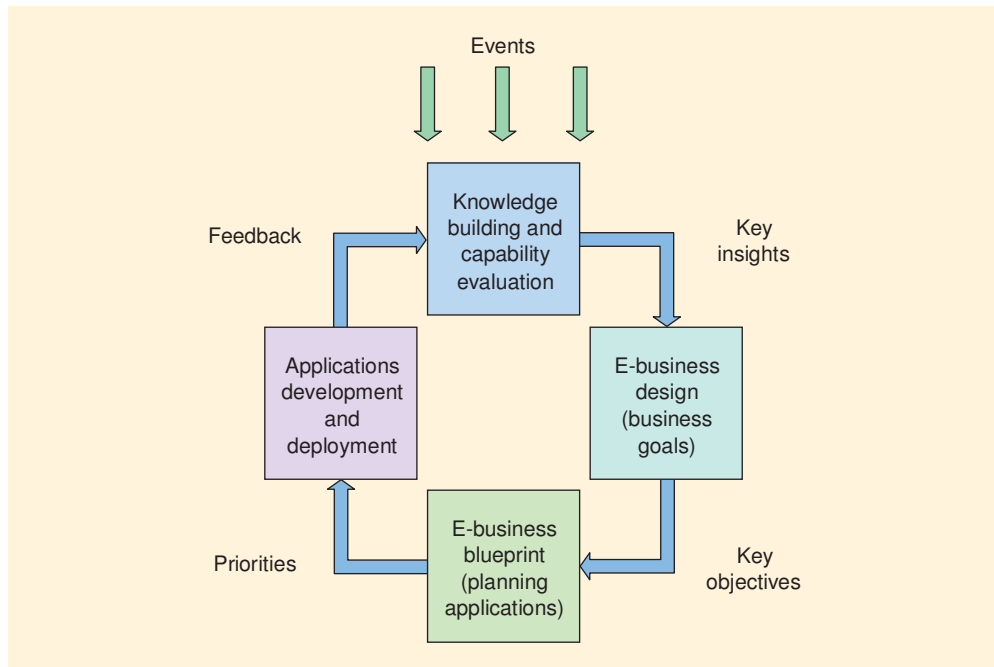 Events
Knowledge
building and
capability
evaluation
Feedback
Key
insights
Applications
development
and
deployment
E-business
design
(business
goals)
E-business
blueprint
(planning
applications)
Priorities
Key
objectives